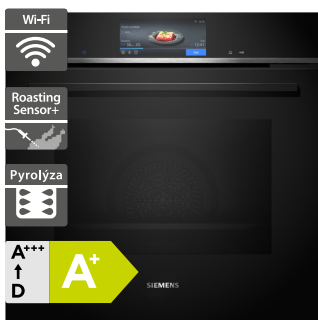 Wi-Fi
Roasting
Sensor+
Pyrolýza
A+++
D
A+
SIEMENS